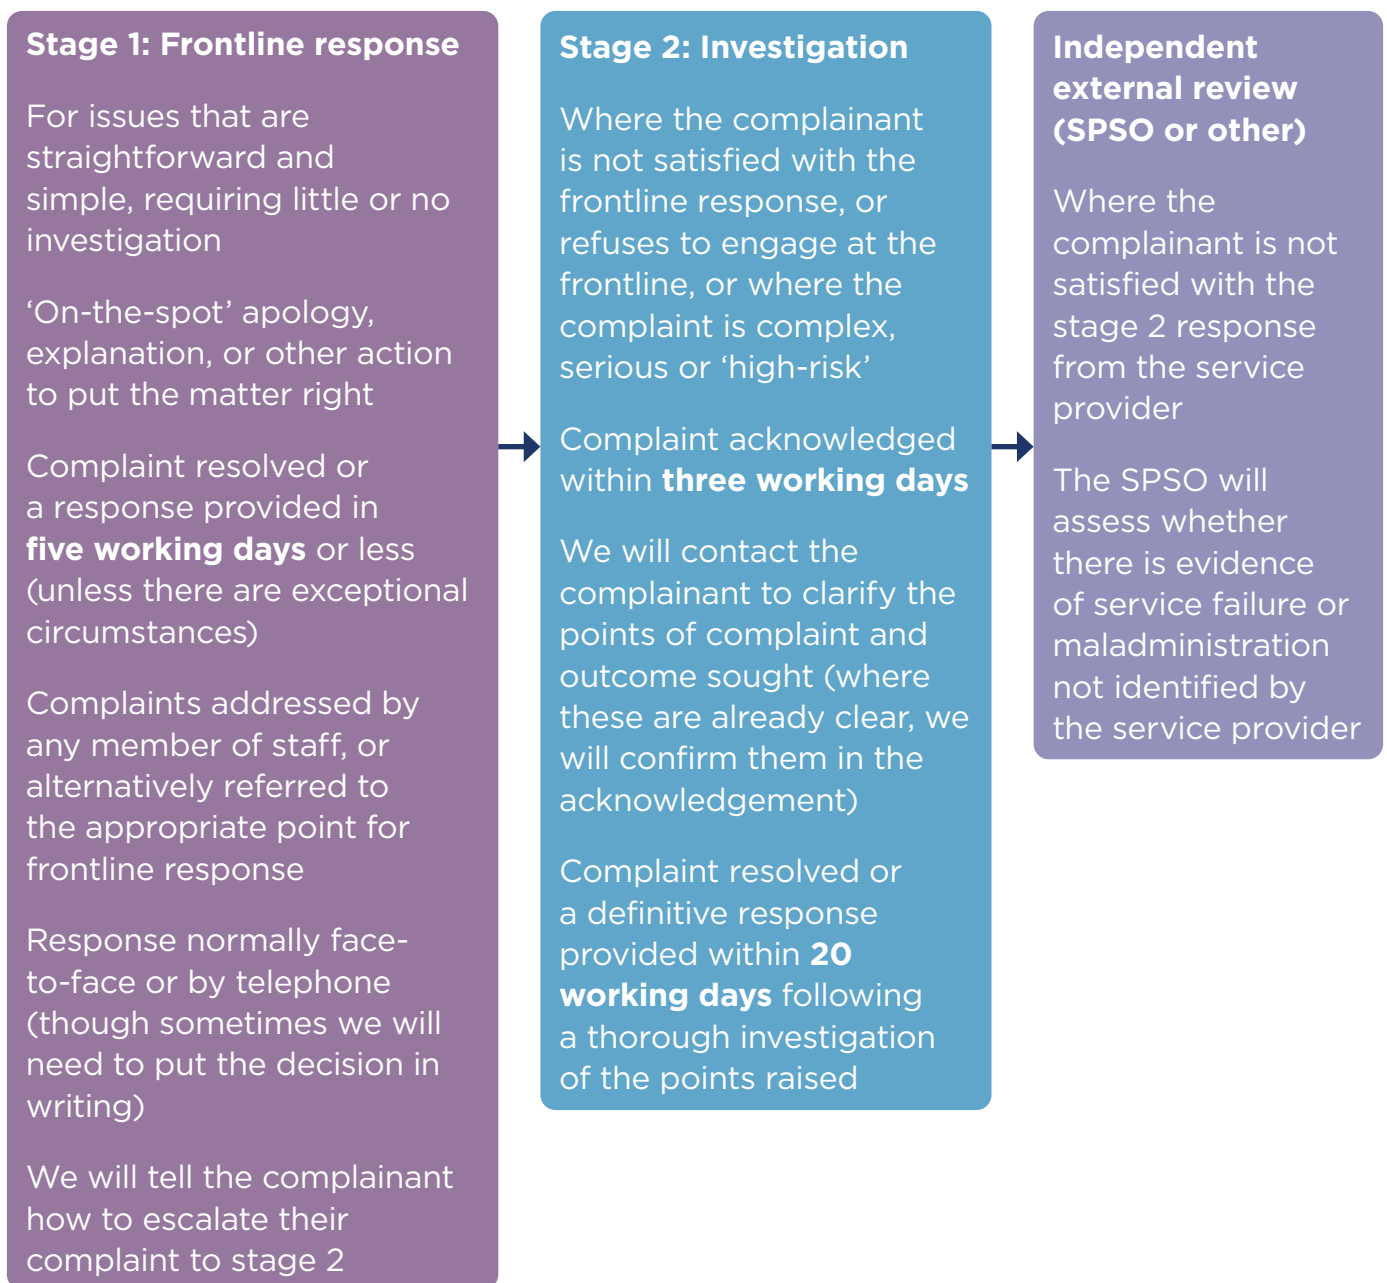 Stage 1: Frontline response
For issues that are
straightforward and
simple, requiring little or no
investigation
‘On-the-spot’ apology,
explanation, or other action
to put the matter right
Complaint resolved or
a response provided in
five working days or less
(unless there are exceptional
circumstances)
Complaints addressed by
any member of staff, or
alternatively referred to
the appropriate point for
frontline response
Response normally face-
to-face or by telephone
(though sometimes we will
need to put the decision in
writing)
We will tell the complainant
how to escalate their
complaint to stage 2
Stage 2: Investigation
Where the complainant
is not satisfied with the
frontline response, or
refuses to engage at the
frontline, or where the
complaint is complex,
serious or ‘high-risk’
Complaint acknowledged
within three working days
We will contact the
complainant to clarify the
points of complaint and
outcome sought (where
these are already clear, we
will confirm them in the
acknowledgement)
Complaint resolved or
a definitive response
provided within 20
working days following
a thorough investigation
of the points raised
Independent
external review
(SPSO or other)
Where the
complainant is not
satisfied with the
stage 2 response
from the service
provider
The SPSO will
assess whether
there is evidence
of service failure or
maladministration
not identified by
the service provider